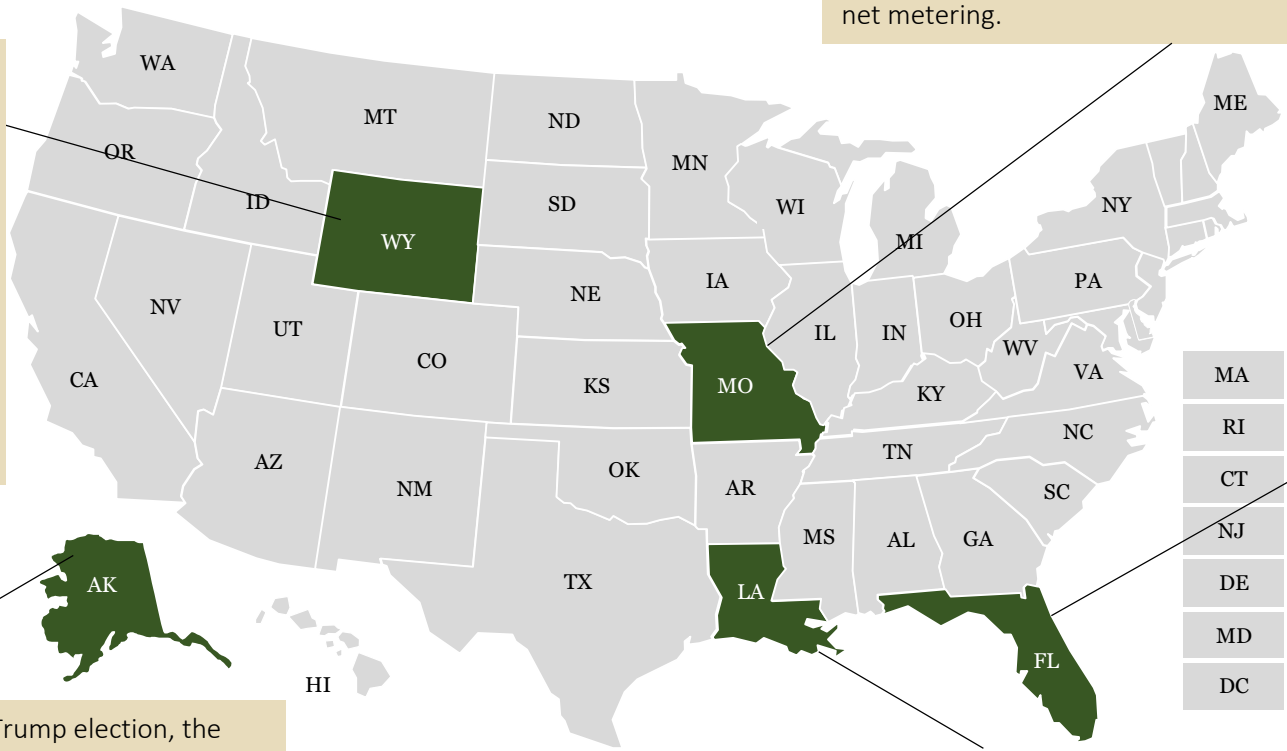 net metering.
WA
MT
ND
MN
ME
OR
ID
WY
SD
WI
MI
NY
NV
UT
CO
NE
IA
IL
IN
OH
PA
WV
CA
KS
MO
KY
VA
MA
RI
CT
NJ
DE
MD
DC
AZ
NM
OK
AR
TN
NC
SC
MS
AL
GA
TX
LA
FL
AK
HI
Trump election, the